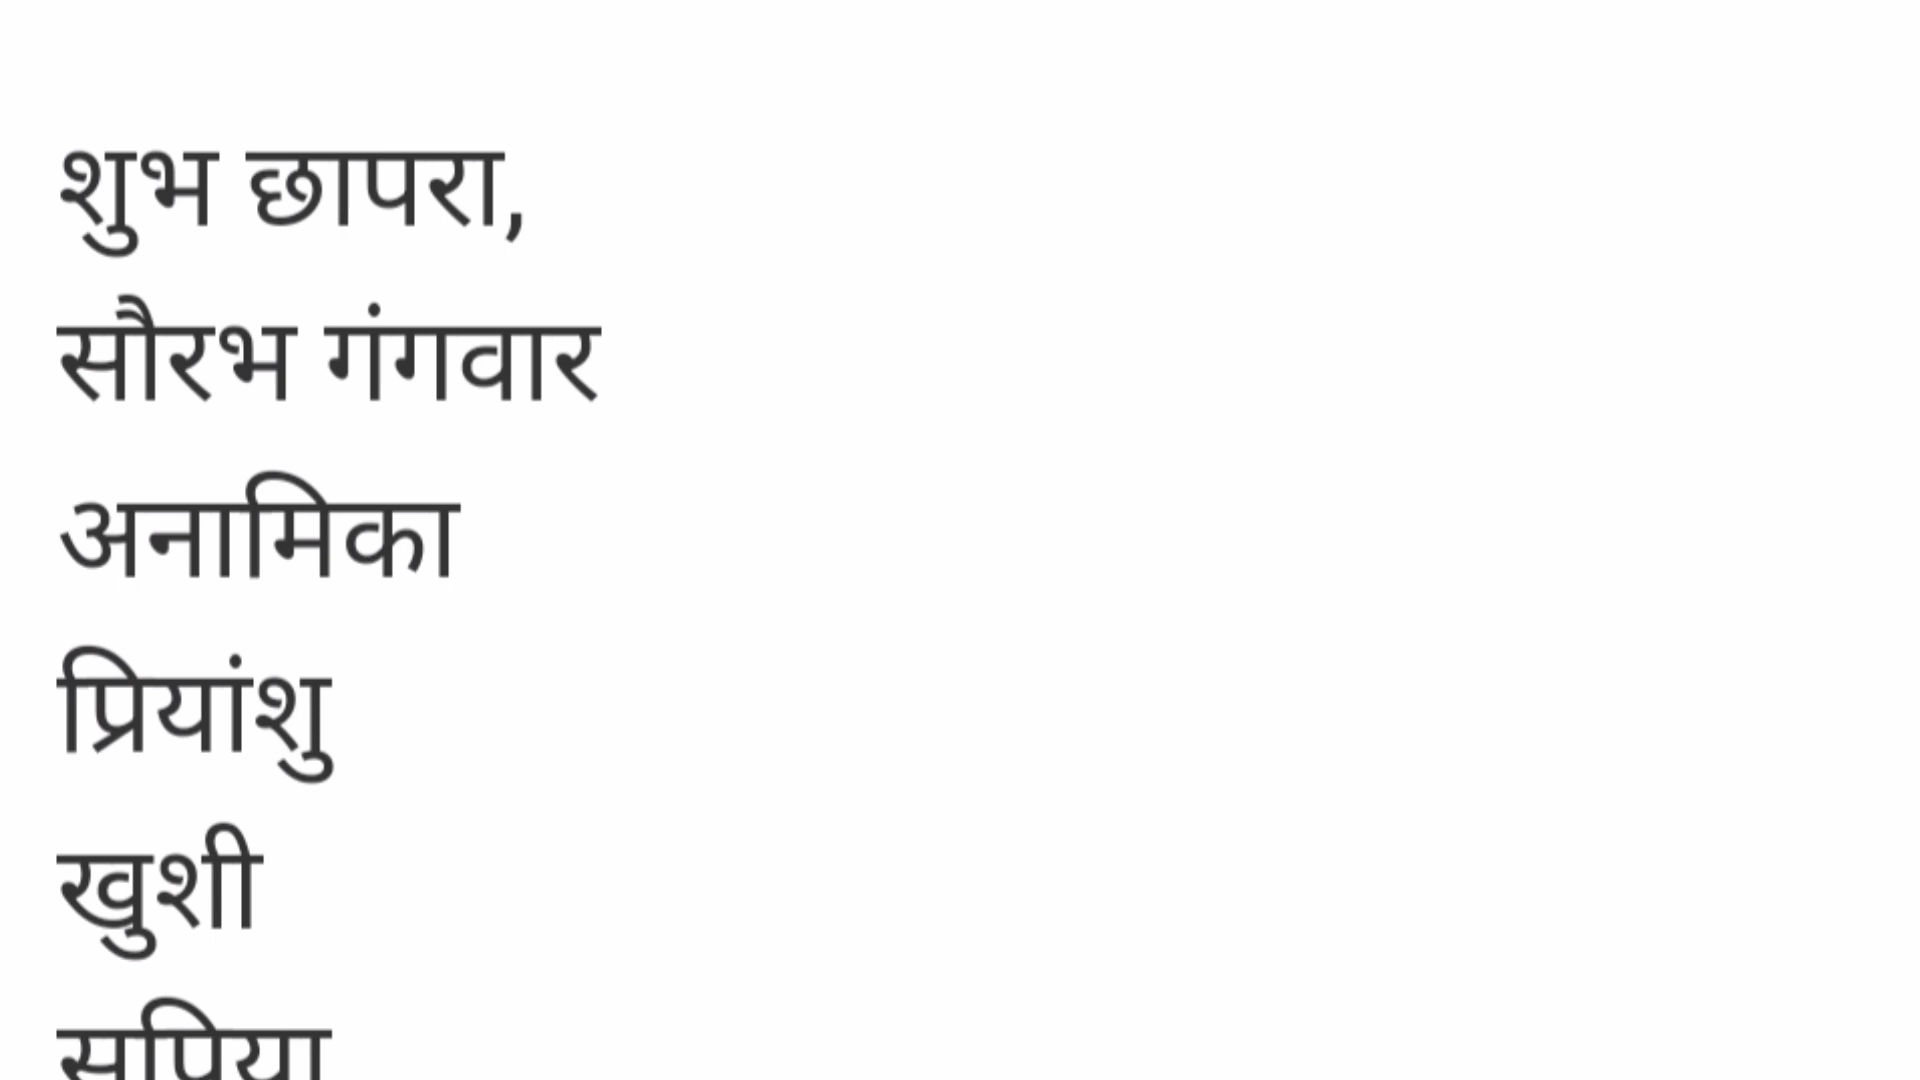 शुभ छापरा,
सौरभ गंगवार
अनामिका
प्रियांशु
खुशी